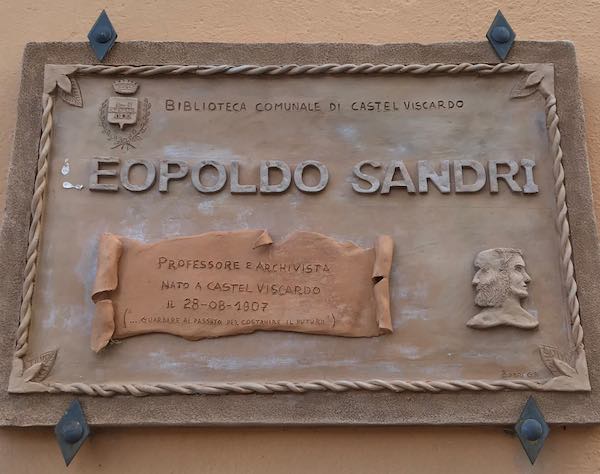 BIBLIOTECA COMUNALE DI CASTEL VISCARDO
EOPOLDO SANDRI
PROFESSORE E ARCHIVISTA
NATO A CASTEL VISCARDO
IL 28-08-1907
(".... GUARDARE AL PASSATO PER COSTRUIRE IL FUTURO")